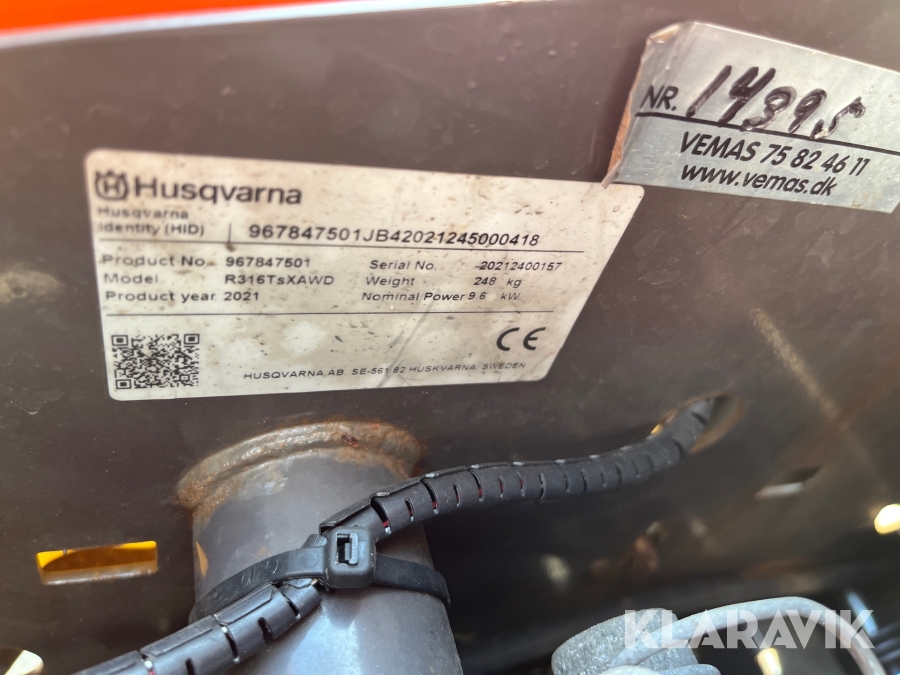 NR. 14395
VEMAS 75 82 46 11
www.vemas.dk
Husqvarna
Husqvarna
Identity (HID) 967847501JB42021245000418
Product No. 967847501 Serial No. 20212400157
Model R316TsXAWD Weight 248 kg
Product year 2021 Nominal Power 9.6 kW
CE
HUSQVARNA AB SE-561 82 HUSKVARNA, SWEDEN
KLARAVIK